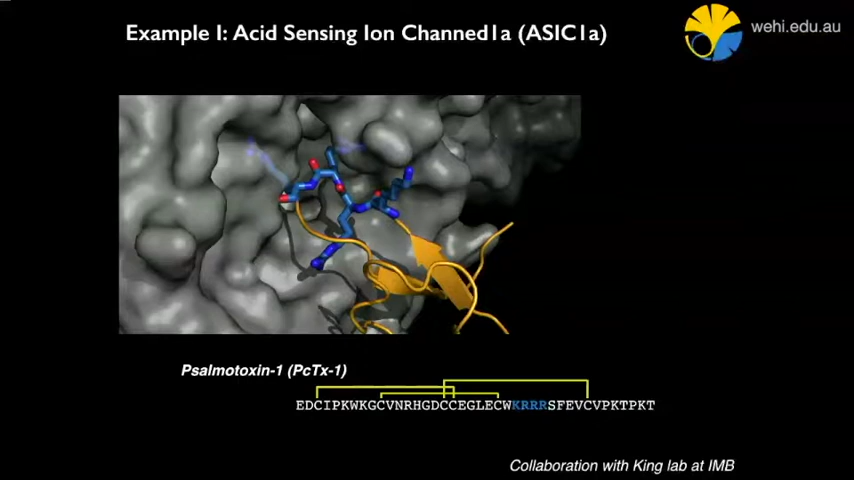 Example I: Acid Sensing Ion Channed1a (ASIC1a)
wehi.edu.au
Psalmotoxin-1 (PcTx-1)
EDCIPKWKGCVNRHGDCCEGLECWKRRRSFEVCVPKTPKT
Collaboration with King lab at IMB